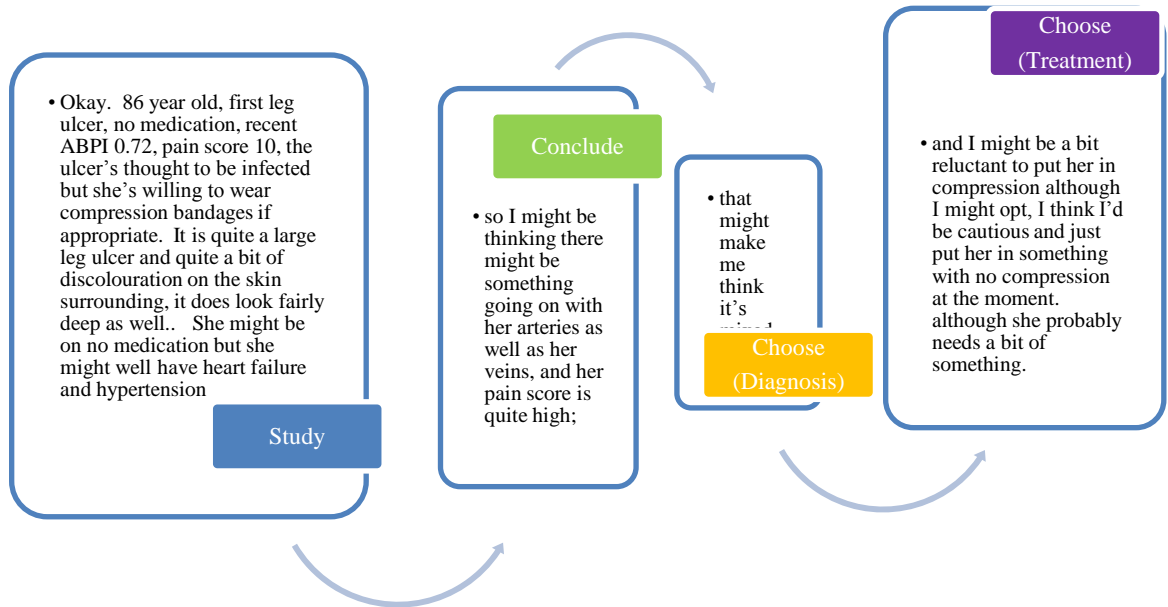 • Okay.  86 year old, first leg
ulcer, no medication, recent
ABPI 0.72, pain score 10, the
ulcer's thought to be infected
but she's willing to wear
compression bandages if
appropriate.  It is quite a large
leg ulcer and quite a bit of
discolouration on the skin
surrounding, it does look fairly
deep as well..   She might be
on no medication but she
might well have heart failure
and hypertension
Study
Conclude
• so I might be
thinking there
might be
something
going on with
her arteries as
well as her
veins, and her
pain score is
quite high;
• that
might
make
me
think
it's
Choose
(Diagnosis)
Choose
(Treatment)
• and I might be a bit
reluctant to put her in
compression although
I might opt, I think I'd
be cautious and just
put her in something
with no compression
at the moment.
although she probably
needs a bit of
something.